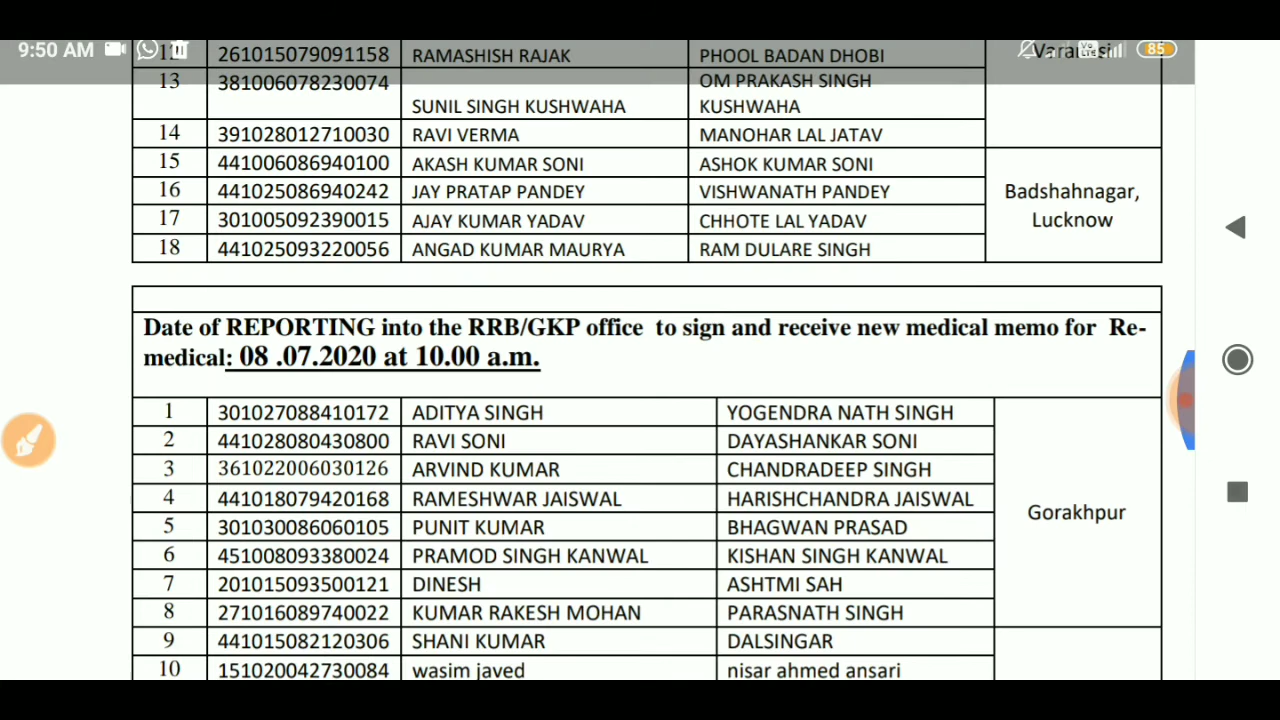 9:50 AM 85
12 261015079091158 RAMASHISH RAJAK PHOOL BADAN DHOBI Varanasi
13 381006078230074 SUNIL SINGH KUSHWAHA OM PRAKASH SINGH
KUSHWAHA
14 391028012710030 RAVI VERMA MANOHAR LAL JATAV
15 441006086940100 AKASH KUMAR SONI ASHOK KUMAR SONI
16 441025086940242 JAY PRATAP PANDEY VISHWANATH PANDEY Badshahnagar,
17 301005092390015 AJAY KUMAR YADAV CHHOTE LAL YADAV Lucknow
18 441025093220056 ANGAD KUMAR MAURYA RAM DULARE SINGH
Date of REPORTING into the RRB/GKP office to sign and receive new medical memo for Re-
medical: 08 .07.2020 at 10.00 a.m.
1 301027088410172 ADITYA SINGH YOGENDRA NATH SINGH
2 441028080430800 RAVI SONI DAYASHANKAR SONI
3 361022006030126 ARVIND KUMAR CHANDRADEEP SINGH
4 441018079420168 RAMESHWAR JAISWAL HARISHCHANDRA JAISWAL
Gorakhpur
5 301030086060105 PUNIT KUMAR BHAGWAN PRASAD
6 451008093380024 PRAMOD SINGH KANWAL KISHAN SINGH KANWAL
7 201015093500121 DINESH ASHTMI SAH
8 271016089740022 KUMAR RAKESH MOHAN PARASNATH SINGH
9 441015082120306 SHANI KUMAR DALSINGAR
10 151020042730084 wasim javed nisar ahmed ansari